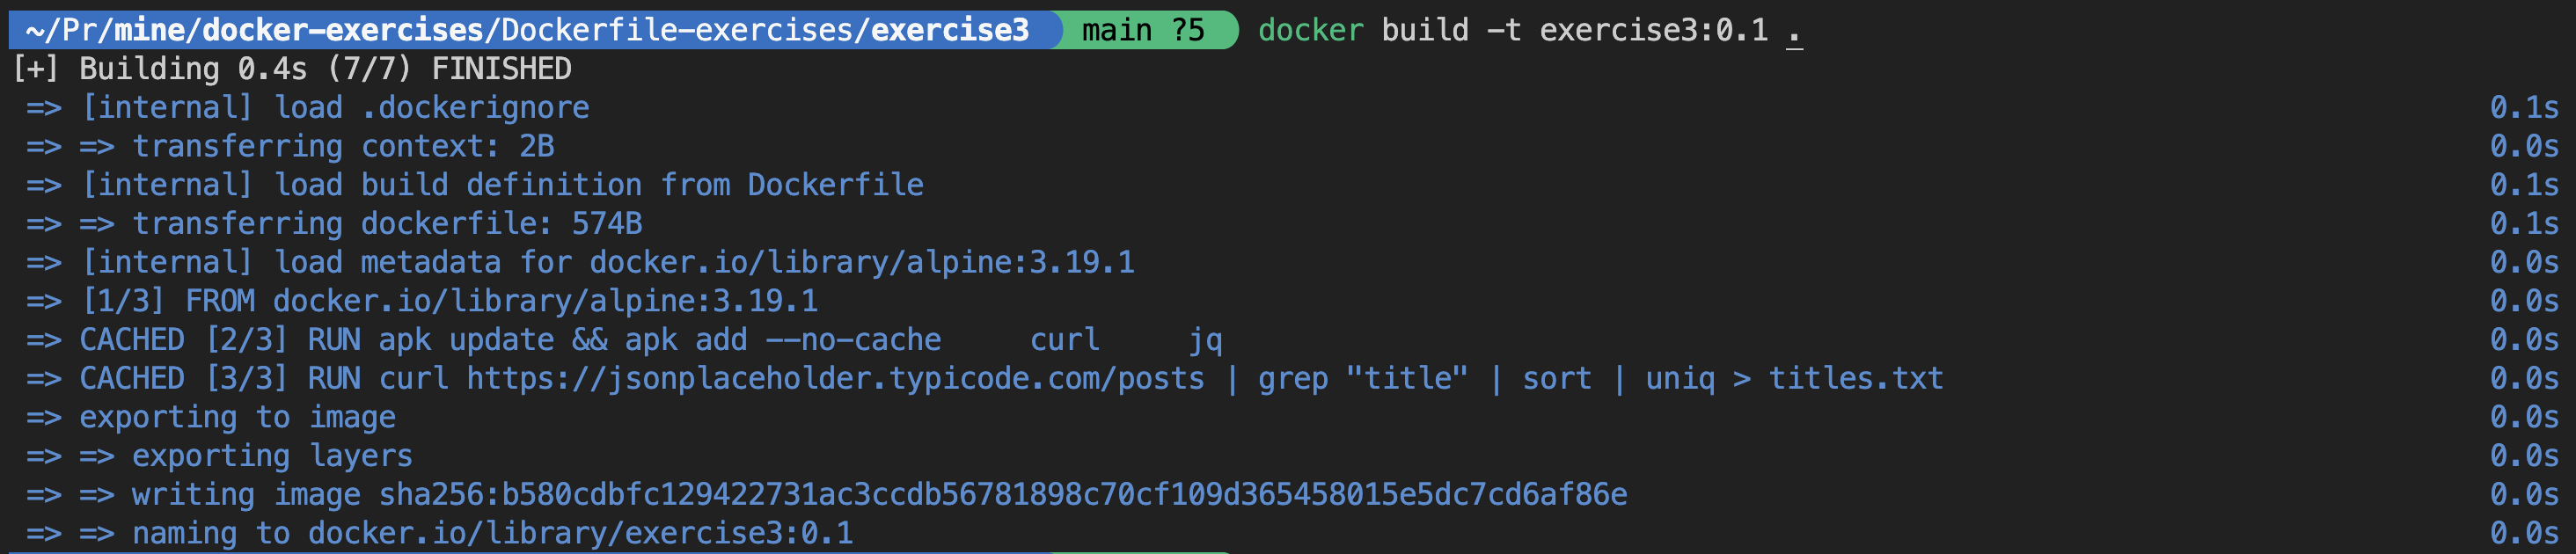 ~/Pr/mine/docker-exercises/Dockerfile-exercises/exercise3 main ?5 docker build -t exercise3:0.1 .
[+] Building 0.4s (7/7) FINISHED
=> [internal] load .dockerignore 0.1s
=> => transferring context: 2B 0.0s
=> [internal] load build definition from Dockerfile 0.1s
=> => transferring dockerfile: 574B 0.1s
=> [internal] load metadata for docker.io/library/alpine:3.19.1 0.0s
=> [1/3] FROM docker.io/library/alpine:3.19.1 0.0s
=> CACHED [2/3] RUN apk update && apk add --no-cache     curl     jq 0.0s
=> CACHED [3/3] RUN curl https://jsonplaceholder.typicode.com/posts | grep "title" | sort | uniq > titles.txt 0.0s
=> exporting to image 0.0s
=> => exporting layers 0.0s
=> => writing image sha256:b580cdbfc129422731ac3ccdb56781898c70cf109d365458015e5dc7cd6af86e 0.0s
=> => naming to docker.io/library/exercise3:0.1 0.0s